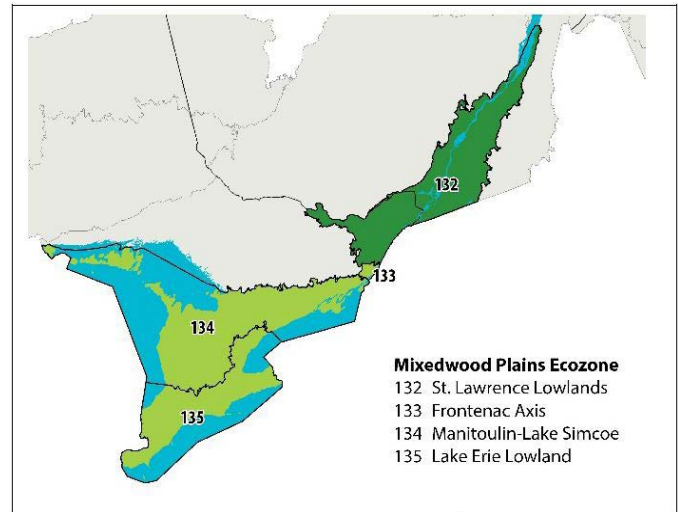 132
133
134
135
Mixedwood Plains Ecozone
132 St. Lawrence Lowlands
133 Frontenac Axis
134 Manitoulin-Lake Simcoe
135 Lake Erie Lowland